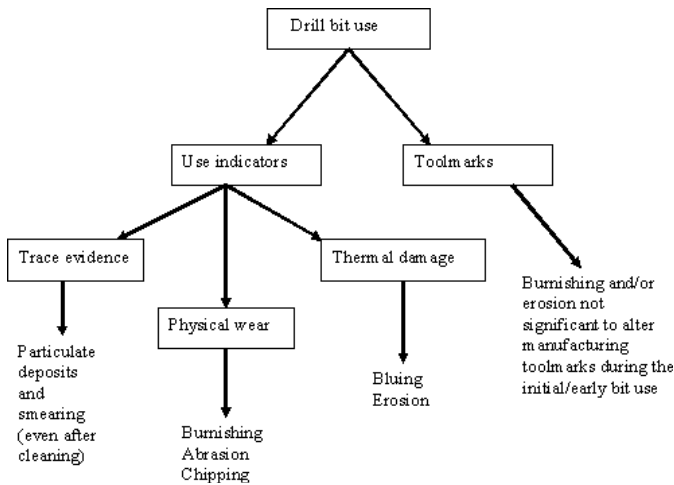 Drill bit use
Use indicators
Toolmarks
Trace evidence
Thermal damage
Physical wear
Particulate
deposits
and
smearing
(even after
cleaning)
Burnishing
Abrasion
Chipping
Bluing
Erosion
Burnishing and/or
erosion not
significant to alter
manufacturing
toolmarks during the
initial/early bit use